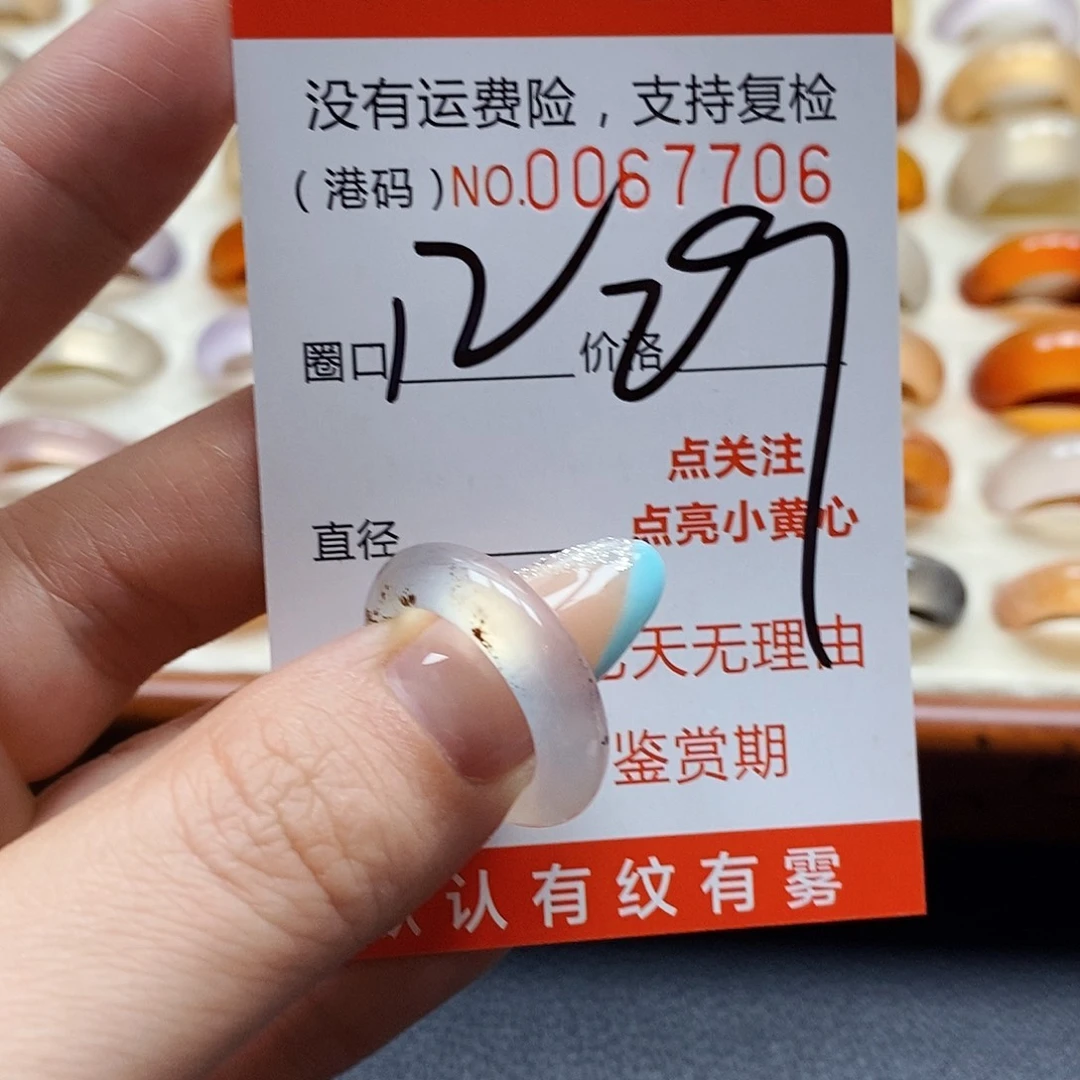 没有运费险，支持复检
（港码）NO.0067706
圈口 12 价格 29
点关注
点亮小黄心
直径
天无理由
鉴赏期
认有纹有雾